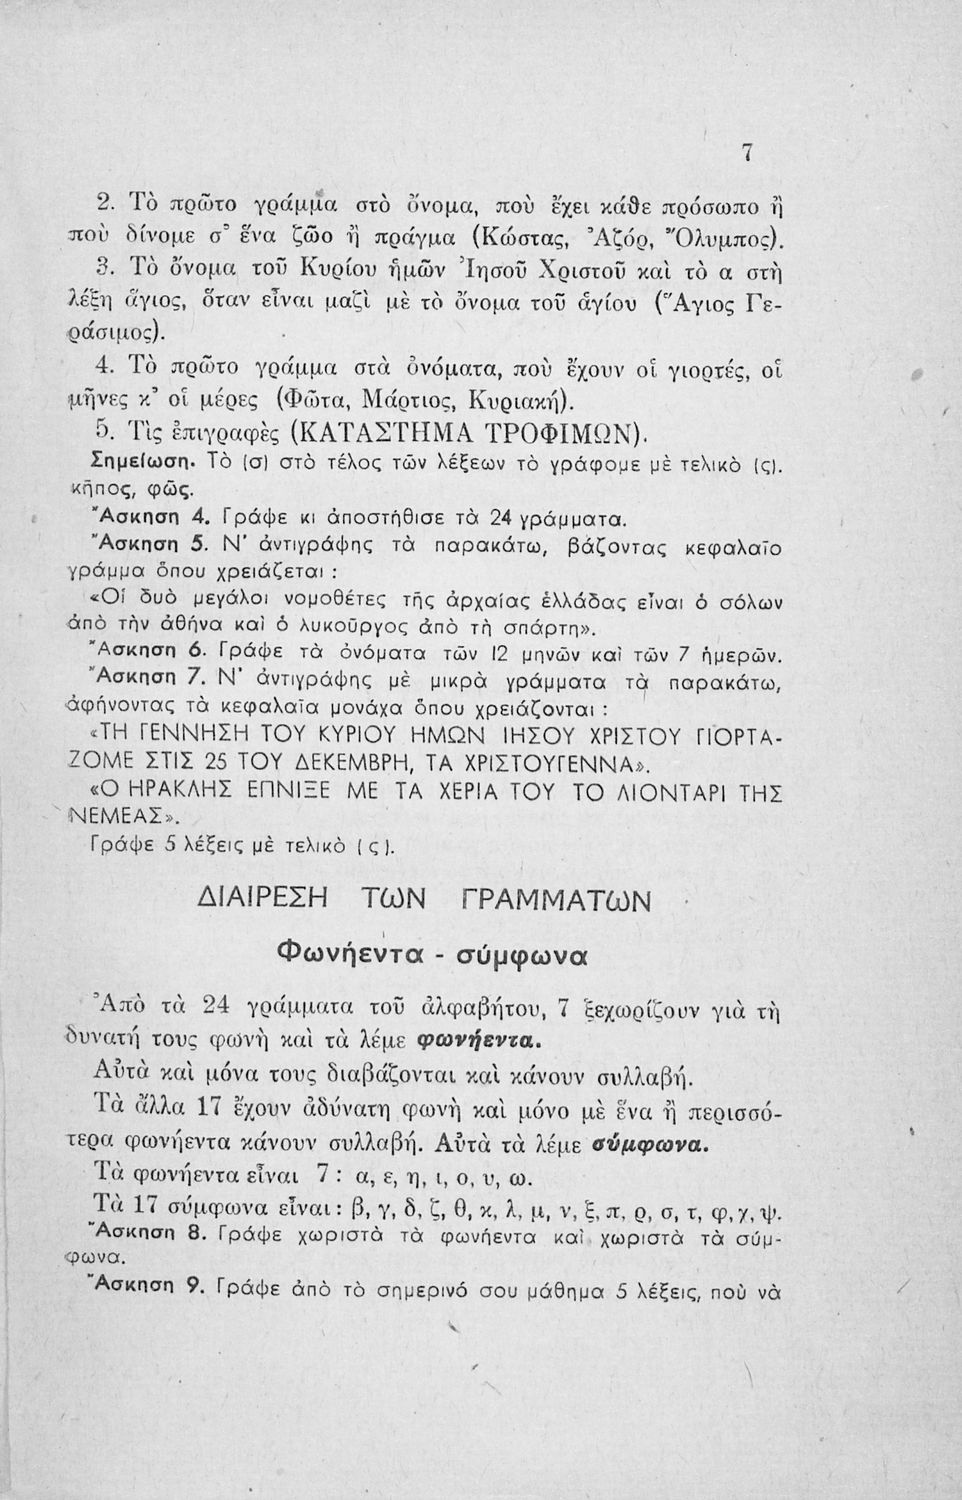 7
2. Τὸ πρῶτο γράμμα στὸ ὄνομα, ποὺ ἔχει κάθε πρόσωπο ἢ
ποὺ δίνομε σ᾿ ἕνα ζῶο ἢ πράγμα (Κώστας, Ἀζόρ, Ὄλυμπος).
3. Τὸ ὄνομα τοῦ Κυρίου ἡμῶν Ἰησοῦ Χριστοῦ καὶ τὸ α στὴ
λέξη ἅγιος, ὅταν εἶναι μαζὶ μὲ τὸ ὄνομα τοῦ ἁγίου (Ἅγιος Γε-
ράσιμος).
4. Τὸ πρῶτο γράμμα στὰ ὀνόματα, ποὺ ἔχουν οἱ γιορτές, οἱ
μῆνες κ᾿ οἱ μέρες (Φῶτα, Μάρτιος, Κυριακή).
5. Τὶς ἐπιγραφὲς (ΚΑΤΑΣΤΗΜΑ ΤΡΟΦΙΜΩΝ).
Σημείωση. Τὸ (σ) στὸ τέλος τῶν λέξεων τὸ γράφομε μὲ τελικὸ (ς).
κῆπος, φῶς.
Ἄσκηση 4. Γράψε κι ἀποστήθισε τὰ 24 γράμματα.
Ἄσκηση 5. Ν᾿ ἀντιγράψης τὰ παρακάτω, βάζοντας κεφαλαῖο
γράμμα ὅπου χρειάζεται :
«Οἱ δυὸ μεγάλοι νομοθέτες τῆς ἀρχαίας ἑλλάδας εἶναι ὁ σόλων
ἀπὸ τὴν ἀθήνα καὶ ὁ λυκοῦργος ἀπὸ τὴ σπάρτη».
Ἄσκηση 6. Γράψε τὰ ὀνόματα τῶν 12 μηνῶν καὶ τῶν 7 ἡμερῶν.
Ἄσκηση 7. Ν᾿ ἀντιγράψης μὲ μικρὰ γράμματα τὰ παρακάτω,
ἀφήνοντας τὰ κεφαλαῖα μονάχα ὅπου χρειάζονται :
«ΤΗ ΓΕΝΝΗΣΗ ΤΟΥ ΚΥΡΙΟΥ ΗΜΩΝ ΙΗΣΟΥ ΧΡΙΣΤΟΥ ΓΙΟΡΤΑ-
ΖΟΜΕ ΣΤΙΣ 25 ΤΟΥ ΔΕΚΕΜΒΡΗ, ΤΑ ΧΡΙΣΤΟΥΓΕΝΝΑ».
«Ο ΗΡΑΚΛΗΣ ΕΠΝΙΞΕ ΜΕ ΤΑ ΧΕΡΙΑ ΤΟΥ ΤΟ ΛΙΟΝΤΑΡΙ ΤΗΣ
ΝΕΜΕΑΣ».
Γράψε 5 λέξεις μὲ τελικὸ (ς).
ΔΙΑΙΡΕΣΗ ΤΩΝ ΓΡΑΜΜΑΤΩΝ
Φωνήεντα - σύμφωνα
Ἀπὸ τὰ 24 γράμματα τοῦ ἀλφαβήτου, 7 ξεχωρίζουν γιὰ τὴ
δυνατή τους φωνὴ καὶ τὰ λέμε φωνήεντα.
Αὐτὰ καὶ μόνα τους διαβάζονται καὶ κάνουν συλλαβή.
Τὰ ἄλλα 17 ἔχουν ἀδύνατη φωνὴ καὶ μόνο μὲ ἕνα ἢ περισσό-
τερα φωνήεντα κάνουν συλλαβή. Αὐτὰ τὰ λέμε σύμφωνα.
Τὰ φωνήεντα εἶναι 7 : α, ε, η, ι, ο, υ, ω.
Τὰ 17 σύμφωνα εἶναι : β, γ, δ, ζ, θ, κ, λ, μ, ν, ξ, π, ρ, σ, τ, φ, χ, ψ.
Ἄσκηση 8. Γράψε χωριστὰ τὰ φωνήεντα καὶ χωριστὰ τὰ σύμ-
φωνα.
Ἄσκηση 9. Γράψε ἀπὸ τὸ σημερινό σου μάθημα 5 λέξεις, ποὺ νὰ